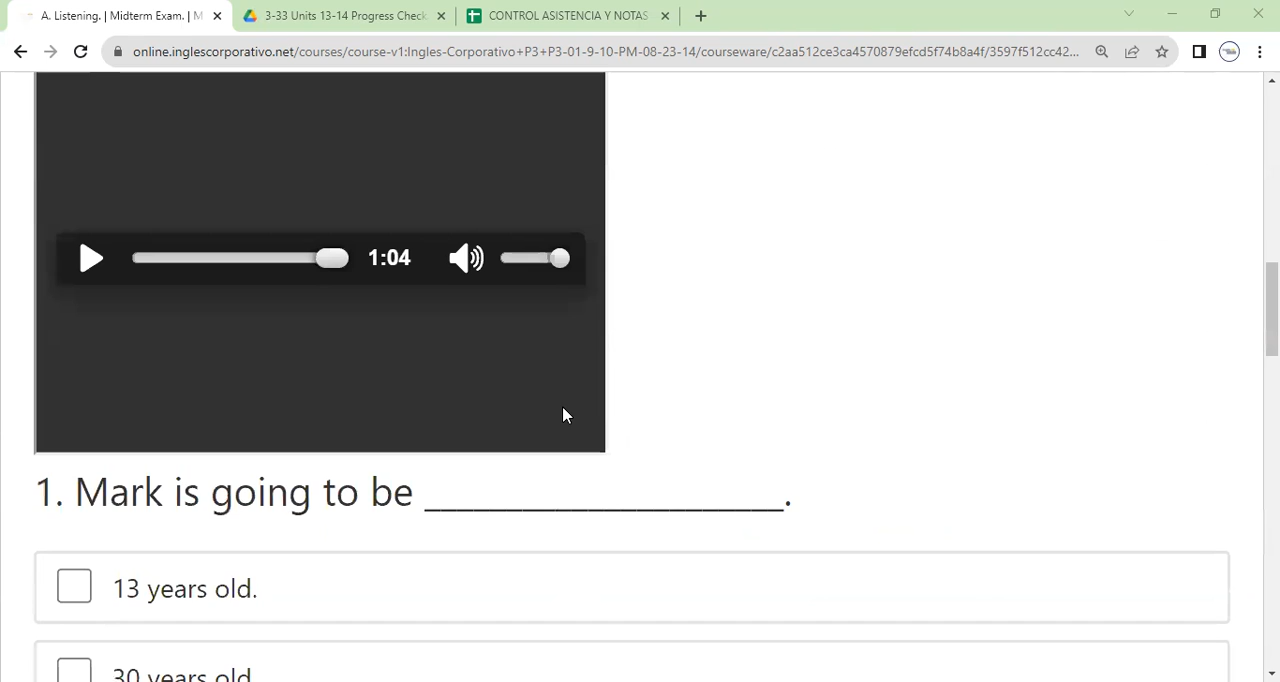 A. Listening. | Midterm Exam. | M
3-33 Units 13-14 Progress Check.
CONTROL ASISTENCIA Y NOTAS
online.inglescorporativo.net/courses/course-v1:Ingles-Corporativo+P3+P3-01-9-10-PM-08-23-14/courseware/c2aa512ce3ca4570879efcd5f74b8a4f/3597f512cc42...
1:04
1. Mark is going to be ____________________.
13 years old.
30 years old.